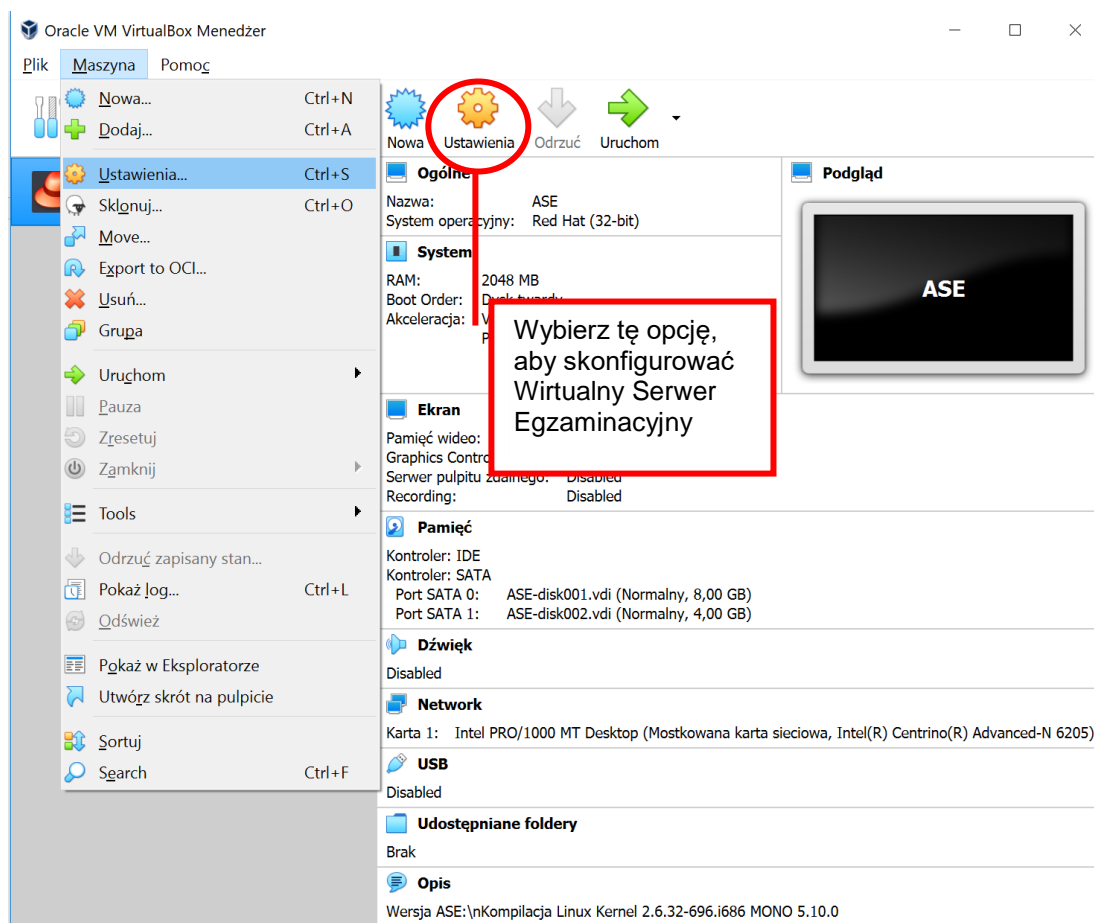 Oracle VM VirtualBox Menedżer
Plik Maszyna Pomoc
Nowa... Ctrl+N
Dodaj... Ctrl+A
Ustawienia... Ctrl+S
Sklonuj... Ctrl+O
Move...
Export to OCI...
Usuń...
Grupa
Uruchom
Pauza
Zresetuj
Zamknij
Tools
Odrzuć zapisany stan...
Pokaż log... Ctrl+L
Odśwież
Pokaż w Eksploratorze
Utwórz skrót na pulpicie
Sortuj
Search Ctrl+F
Nowa Ustawienia Odrzuć Uruchom
Ogólne
Nazwa: ASE
System operacyjny: Red Hat (32-bit)
System
RAM: 2048 MB
Boot Order: Dysk twardy
Akceleracja:
Podgląd
ASE
Wybierz tę opcję,
aby skonfigurować
Wirtualny Serwer
Egzaminacyjny
Ekran
Pamięć wideo:
Graphics
Serwer pulpitu zdalnego: Disabled
Recording: Disabled
Pamięć
Kontroler: IDE
Kontroler: SATA
Port SATA 0: ASE-disk001.vdi (Normalny, 8,00 GB)
Port SATA 1: ASE-disk002.vdi (Normalny, 4,00 GB)
Dźwięk
Disabled
Network
Karta 1: Intel PRO/1000 MT Desktop (Mostkowana karta sieciowa, Intel(R) Centrino(R) Advanced-N 6205)
USB
Disabled
Udostępniane foldery
Brak
Opis
Wersja ASE:\nKompilacja Linux Kernel 2.6.32-696.i686 MONO 5.10.0